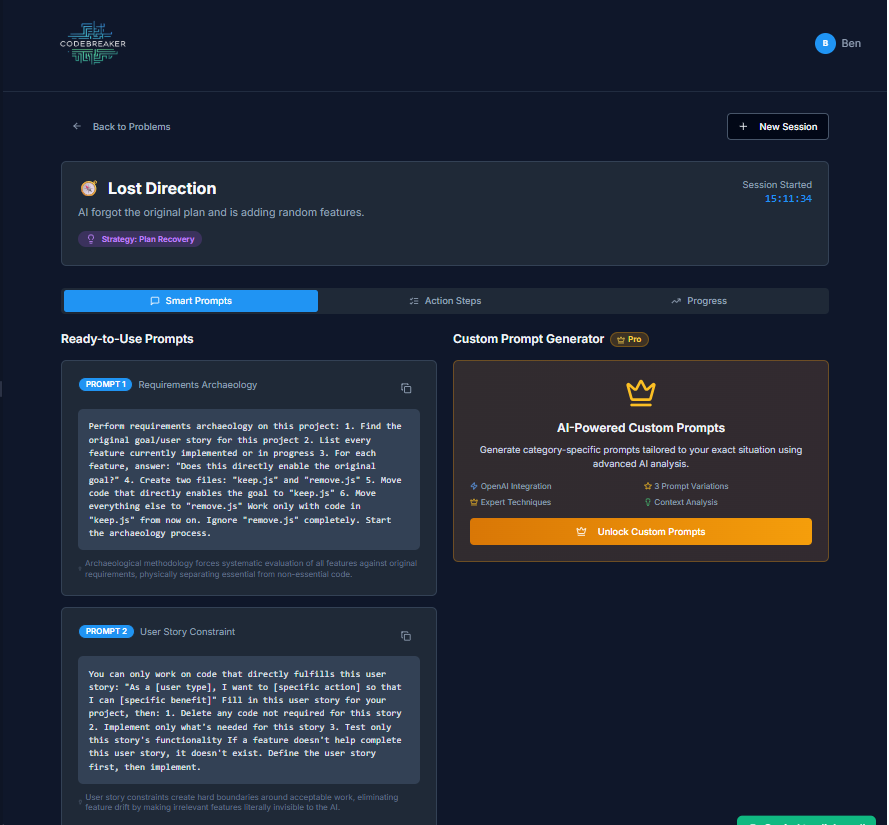 CODEBREAKER
B Ben
Back to Problems
New Session
Lost Direction
Session Started
AI forgot the original plan and is adding random features.
15:11:34
Strategy: Plan Recovery
Smart Prompts
Action Steps
Progress
Ready-to-Use Prompts
PROMPT 1 Requirements Archaeology
Perform requirements archaeology on this project: 1. Find the
original goal/user story for this project 2. List every
feature currently implemented or in progress 3. For each
feature, answer: "Does this directly enable the original
goal?" 4. Create two files: "keep.js" and "remove.js" 5. Move
code that directly enables the goal to "keep.js" 6. Move
everything else to "remove.js" Work only with code in
"keep.js" from now on. Ignore "remove.js" completely. Start
the archaeology process.
Archaeological methodology forces systematic evaluation of all features against original
requirements, physically separating essential from non-essential code.
PROMPT 2 User Story Constraint
You can only work on code that directly fulfills this user
story: "As a [user type], I want to [specific action] so that
I can [specific benefit]" Fill in this user story for your
project, then: 1. Delete any code not required for this story
2. Implement only what's needed for this story 3. Test only
this story's functionality If a feature doesn't help complete
this user story, it doesn't exist. Define the user story
first, then implement.
User story constraints create hard boundaries around acceptable work, eliminating
feature drift by making irrelevant features literally invisible to the AI.
Custom Prompt Generator Pro
AI-Powered Custom Prompts
Generate category-specific prompts tailored to your exact situation using
advanced AI analysis.
OpenAI Integration
3 Prompt Variations
Expert Techniques
Context Analysis
Unlock Custom Prompts